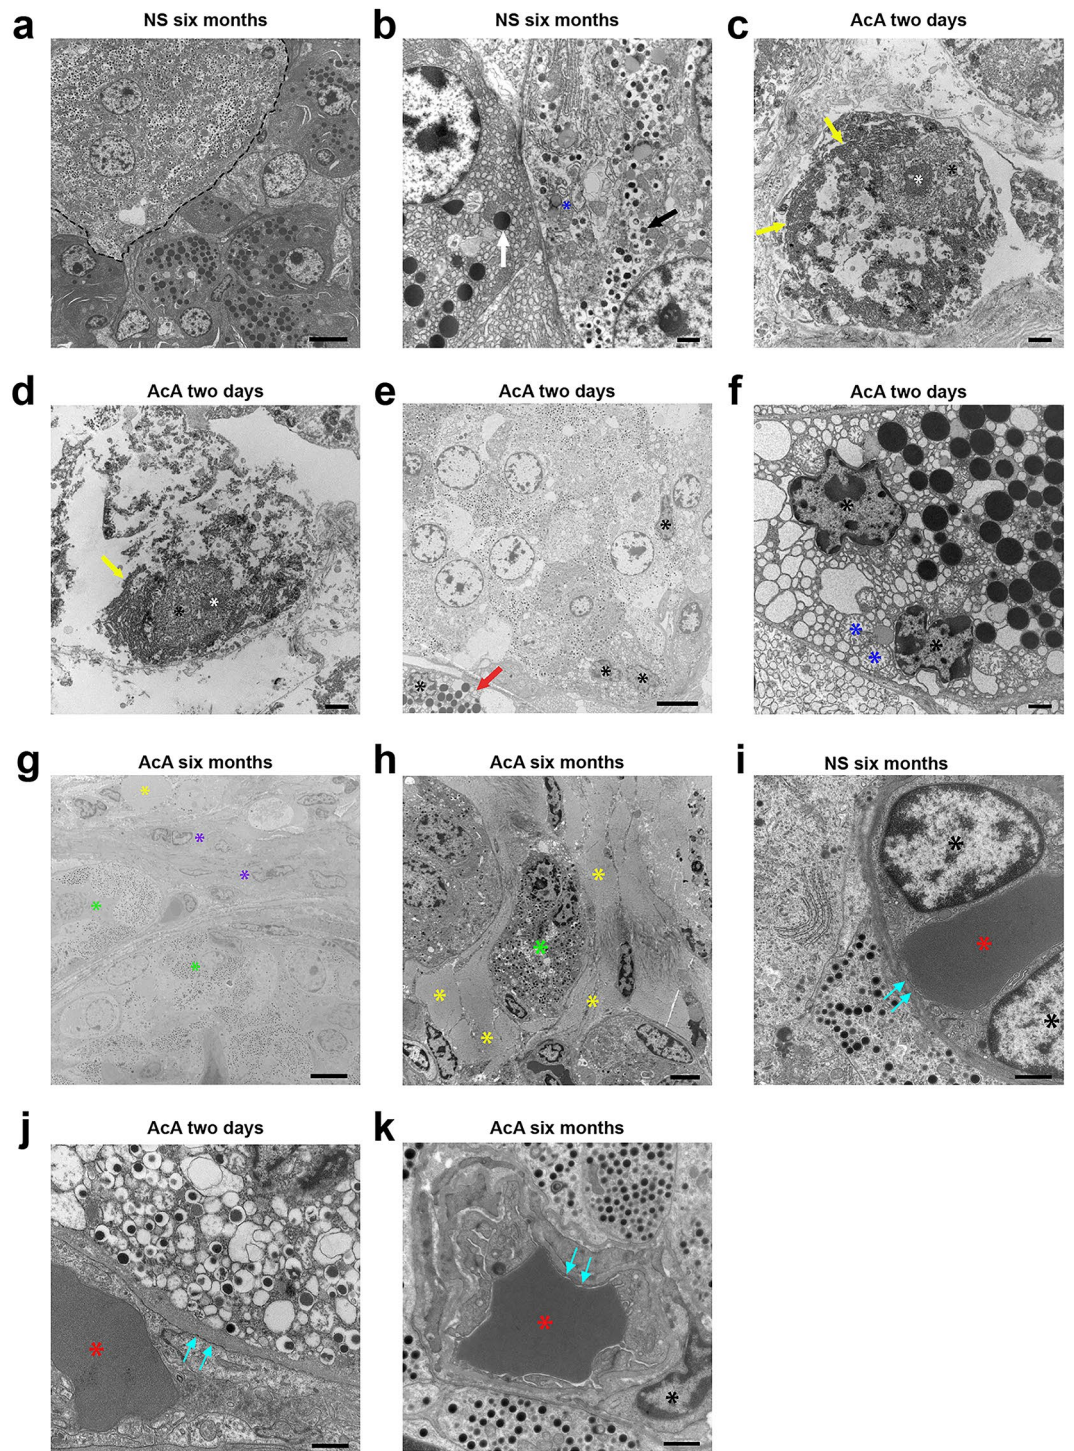 a
NS six months
b
NS six months
c
AcA two days
d
AcA two days
e
AcA two days
f
AcA two days
g
AcA six months
h
AcA six months
i
NS six months
j
AcA two days
k
AcA six months